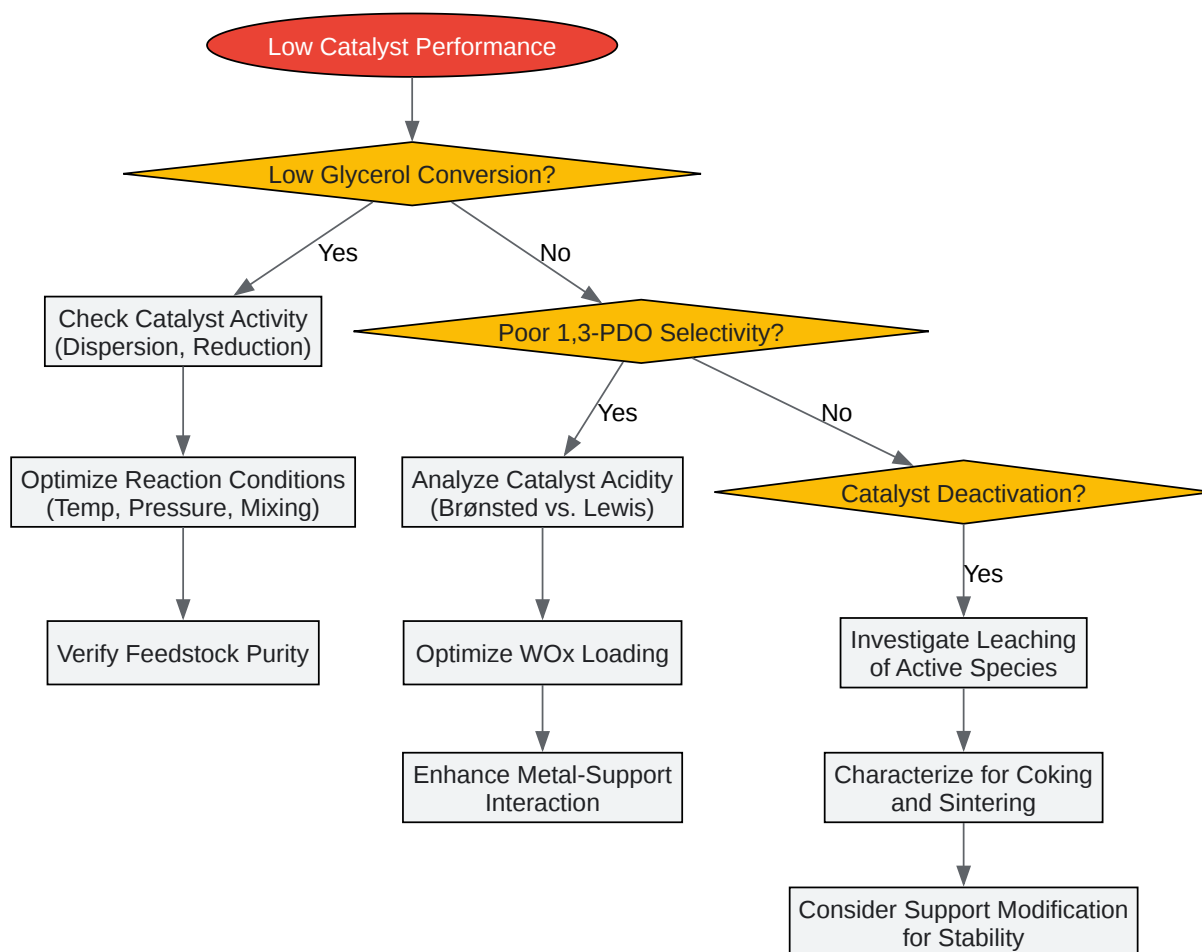 Low Catalyst Performance
Low Glycerol Conversion?
Yes
No
Check Catalyst Activity
(Dispersion, Reduction)
Poor 1,3-PDO Selectivity?
Yes
No
Optimize Reaction Conditions
(Temp, Pressure, Mixing)
Analyze Catalyst Acidity
(Brønsted vs. Lewis)
Catalyst Deactivation?
Yes
Verify Feedstock Purity
Optimize WOx Loading
Investigate Leaching
of Active Species
Enhance Metal-Support
Interaction
Characterize for Coking
and Sintering
Consider Support Modification
for Stability